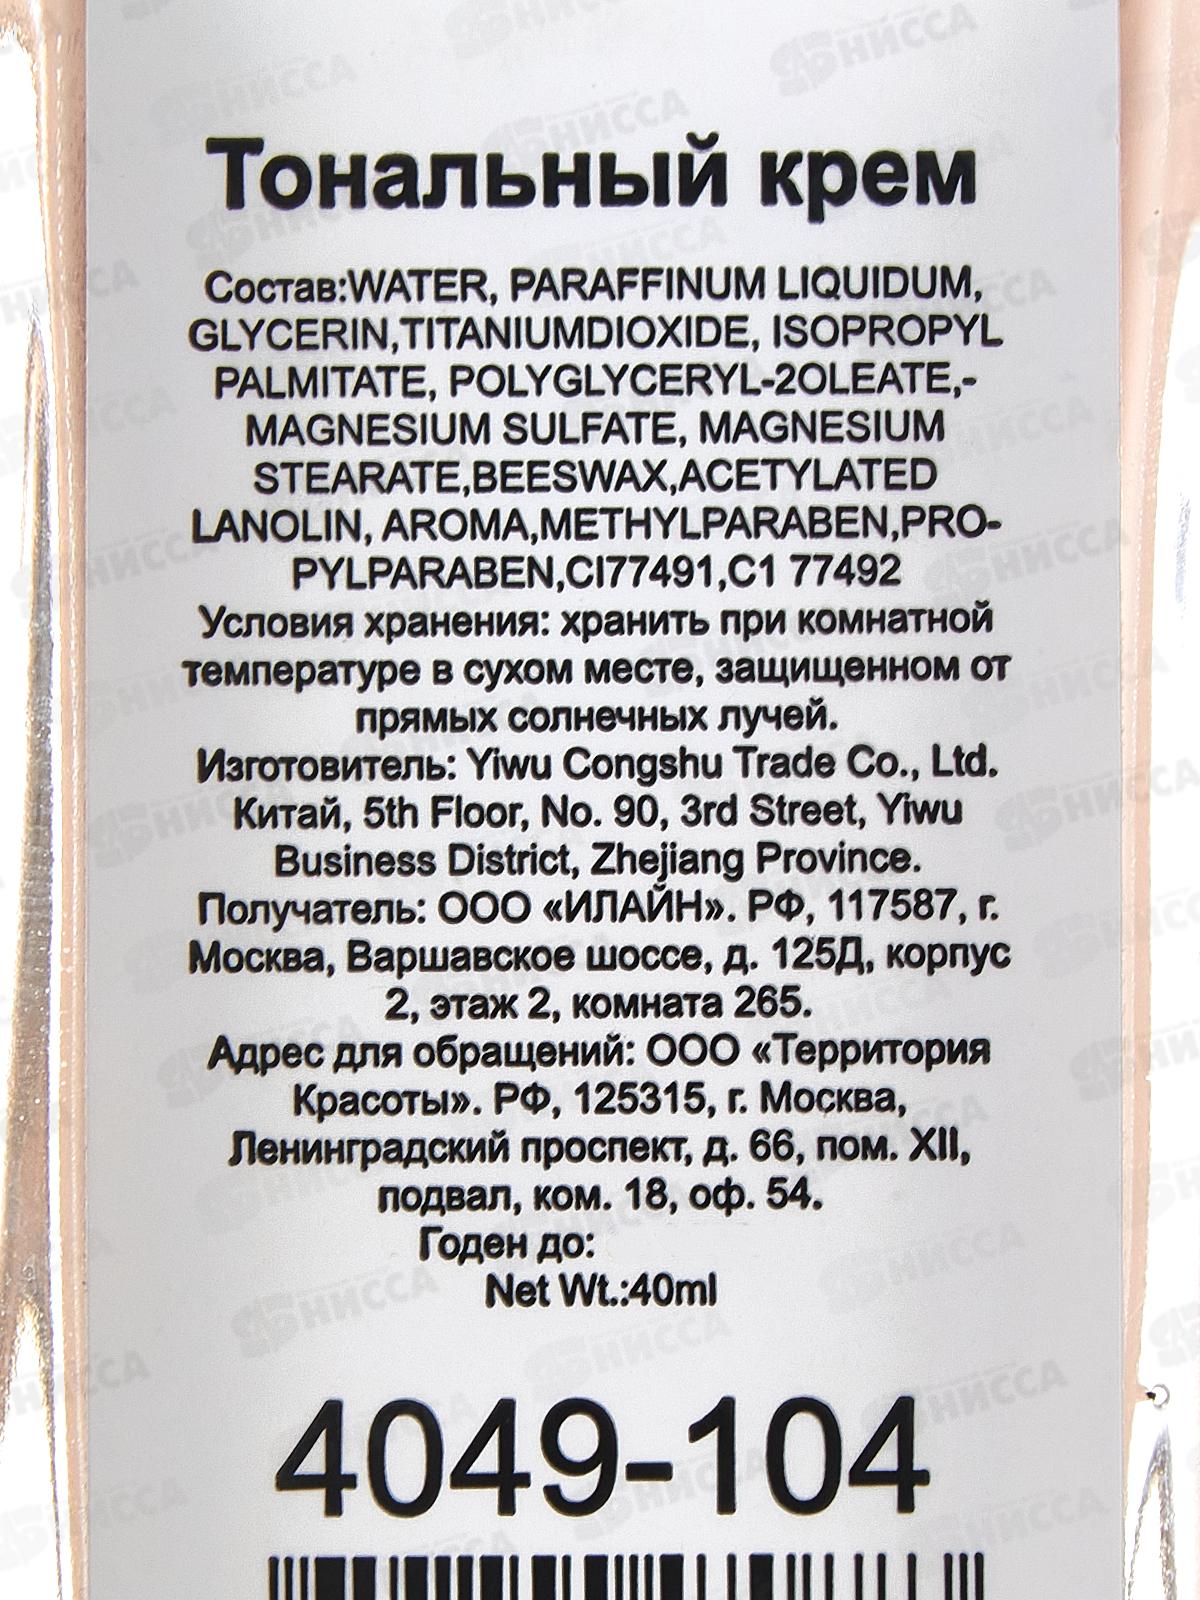 Тональный крем
Состав:WATER, PARAFFINUM LIQUIDUM,
GLYCERIN,TITANIUMDIOXIDE, ISOPROPYL
PALMITATE, POLYGLYCERYL-2OLEATE,-
MAGNESIUM SULFATE, MAGNESIUM
STEARATE,BEESWAX,ACETYLATED
LANOLIN, AROMA,METHYLPARABEN,PRO-
PYLPARABEN,CI77491,C1 77492
Условия хранения: хранить при комнатной
температуре в сухом месте, защищенном от
прямых солнечных лучей.
Изготовитель: Yiwu Congshu Trade Co., Ltd.
Китай, 5th Floor, No. 90, 3rd Street, Yiwu
Business District, Zhejiang Province.
Получатель: ООО «ИЛАЙН». РФ, 117587, г.
Москва, Варшавское шоссе, д. 125Д, корпус
2, этаж 2, комната 265.
Адрес для обращений: ООО «Территория
Красоты». РФ, 125315, г. Москва,
Ленинградский проспект, д. 66, пом. XII,
подвал, ком. 18, оф. 54.
Годен до:
Net Wt.:40ml
4049-104